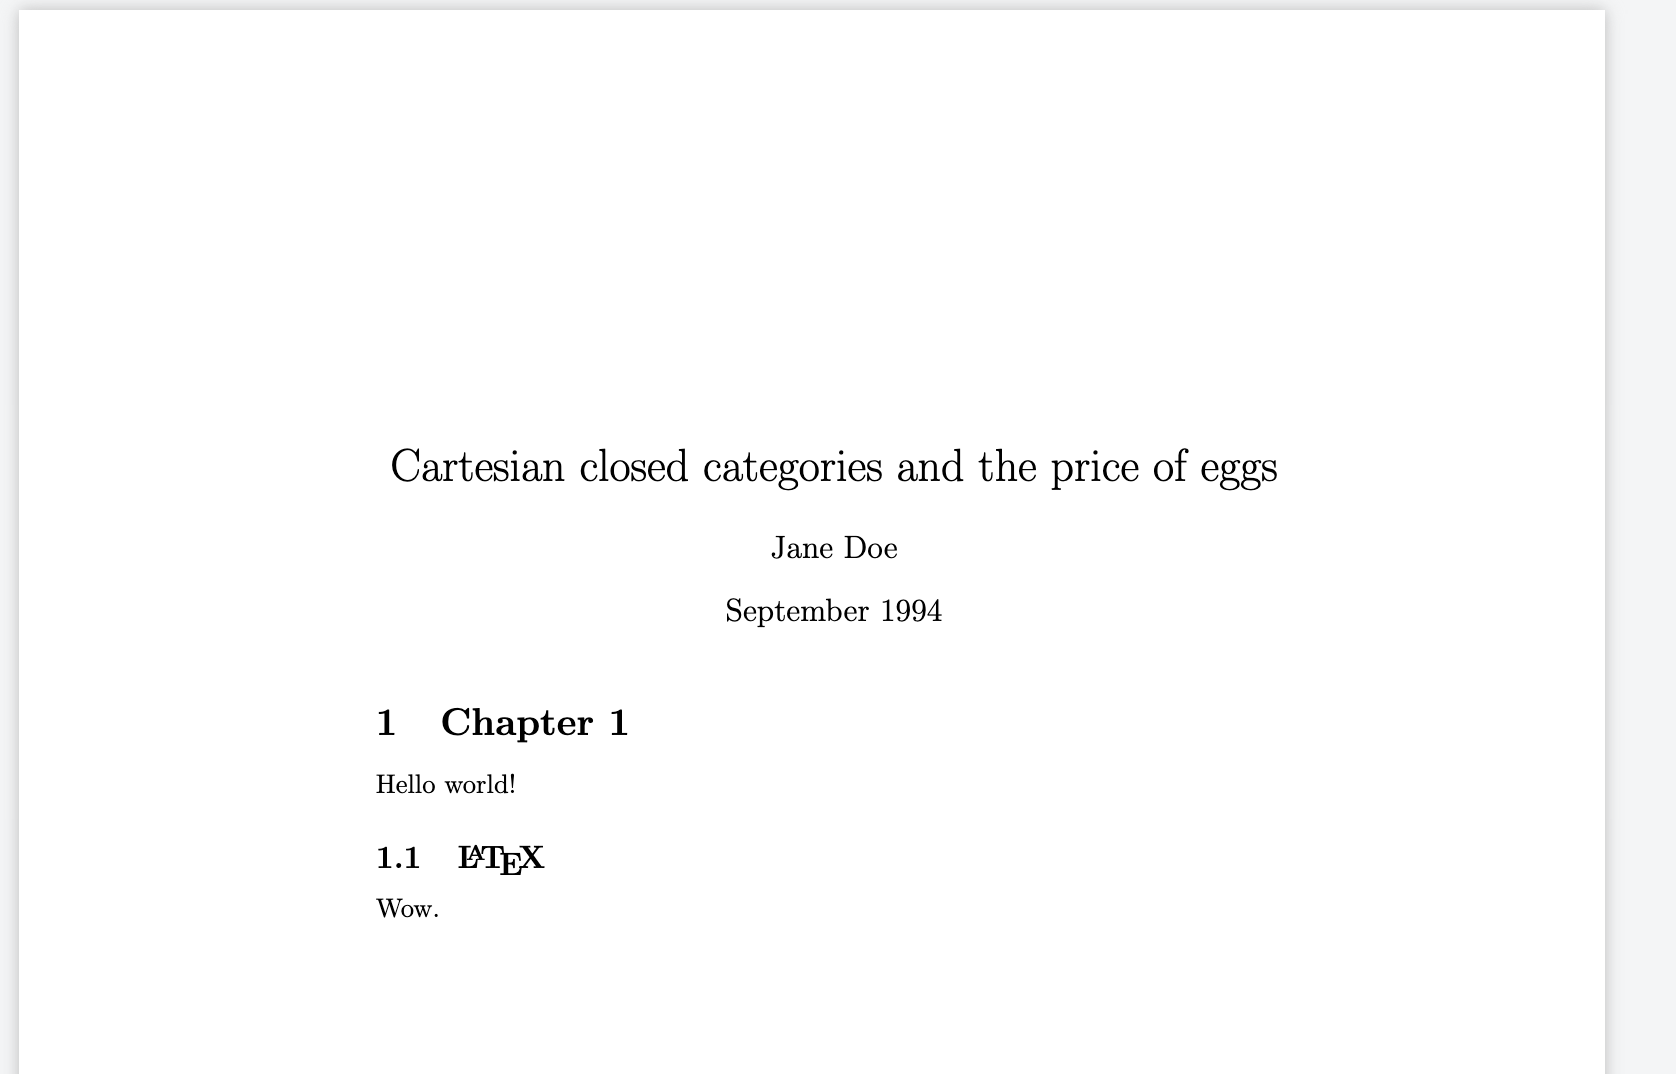 Cartesian closed categories and the price of eggs
Jane Doe
September 1994
1 Chapter 1
Hello world!
1.1 LATEX
Wow.